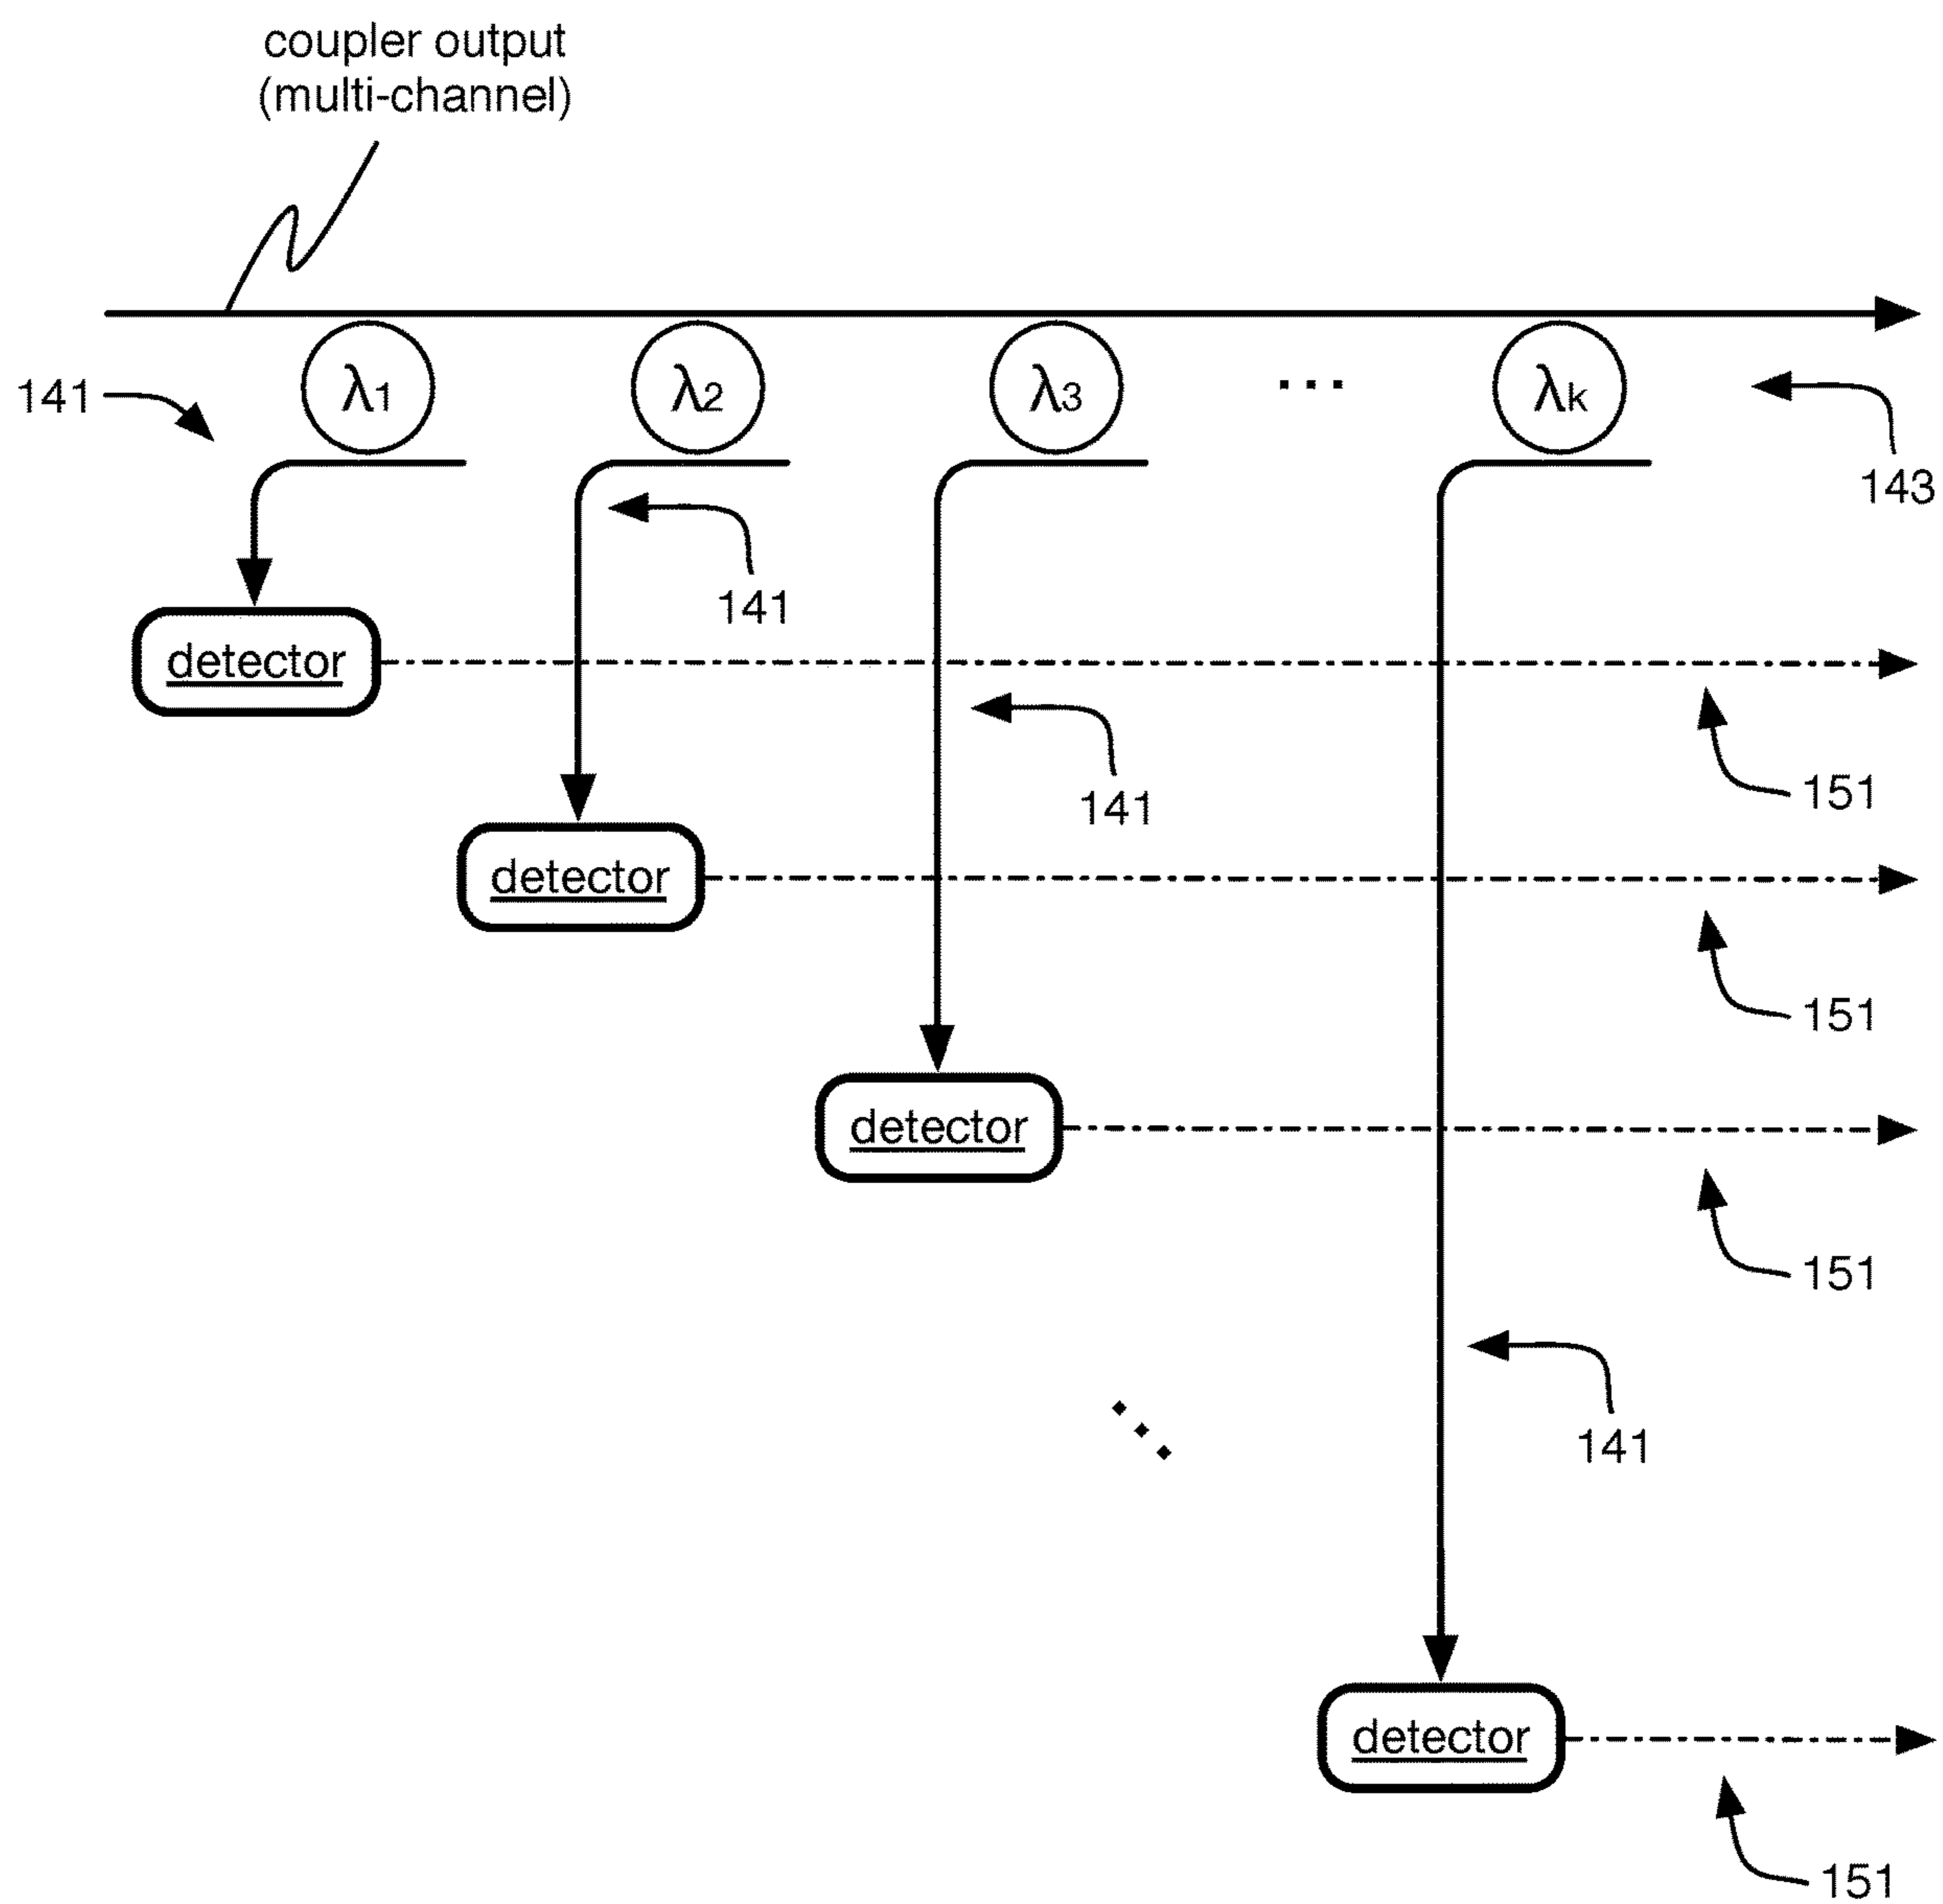 coupler output
(multi-channel)
λ1
λ2
λ3
...
λk
141
143
141
detector
141
151
detector
151
detector
151
141
detector
151